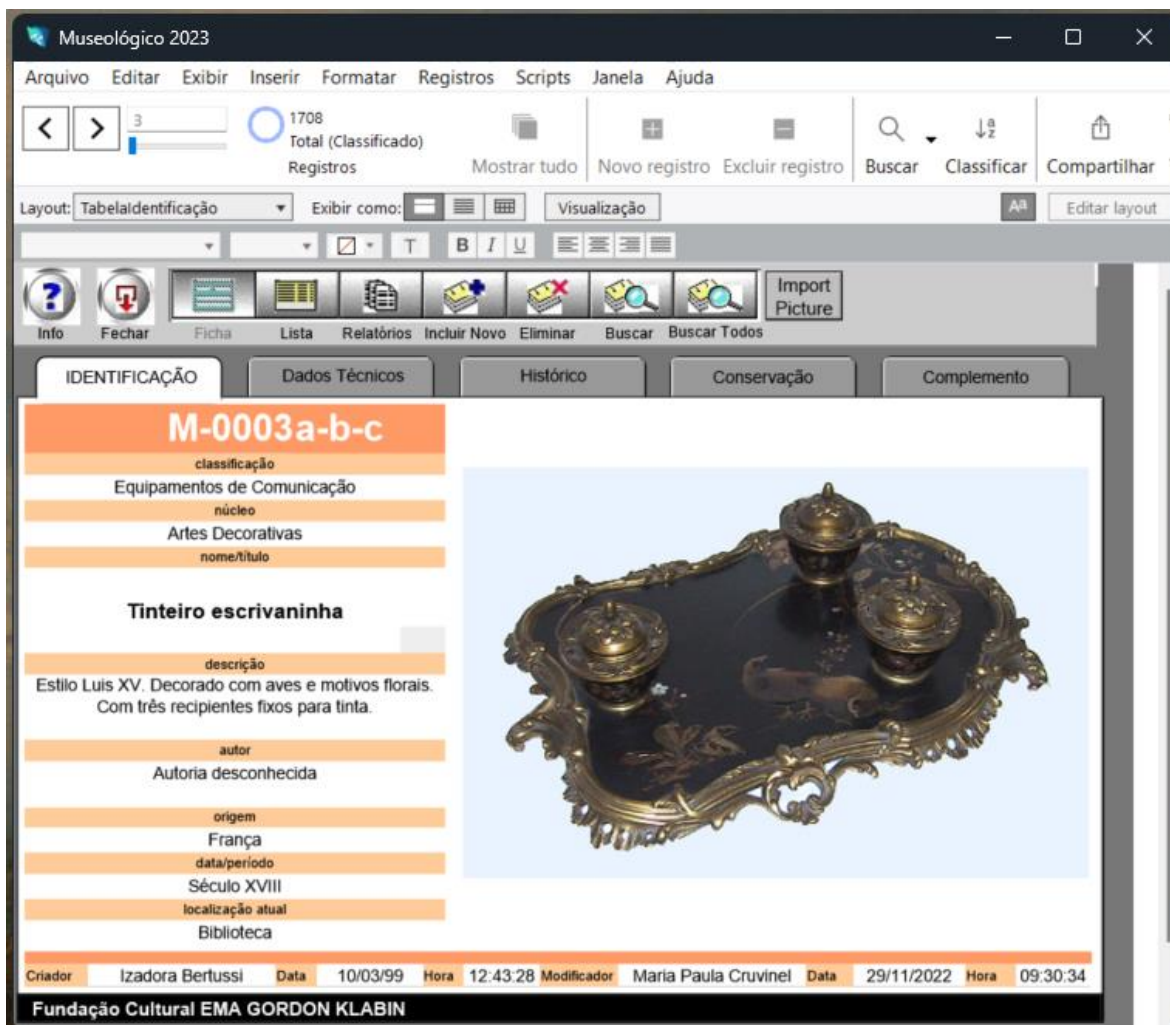 Museológico 2023
Arquivo Editar Exibir Inserir Formatar Registros Scripts Janela Ajuda
3
1708
Total (Classificado)
Registros
Mostrar tudo Novo registro Excluir registro Buscar Classificar Compartilhar
Layout: TabelaIdentificação Exibir como: Visualização Aa Editar layout
T B I U
Import
Picture
Info Fechar Ficha Lista Relatórios Incluir Novo Eliminar Buscar Buscar Todos
IDENTIFICAÇÃO Dados Técnicos Histórico Conservação Complemento
M-0003a-b-c
classificação
Equipamentos de Comunicação
núcleo
Artes Decorativas
nome/título
Tinteiro escrivaninha
descrição
Estilo Luis XV. Decorado com aves e motivos florais.
Com três recipientes fixos para tinta.
autor
Autoria desconhecida
origem
França
data/período
Século XVIII
localização atual
Biblioteca
Criador Izadora Bertussi Data 10/03/99 Hora 12:43:28 Modificador Maria Paula Cruvinel Data 29/11/2022 Hora 09:30:34
Fundação Cultural EMA GORDON KLABIN